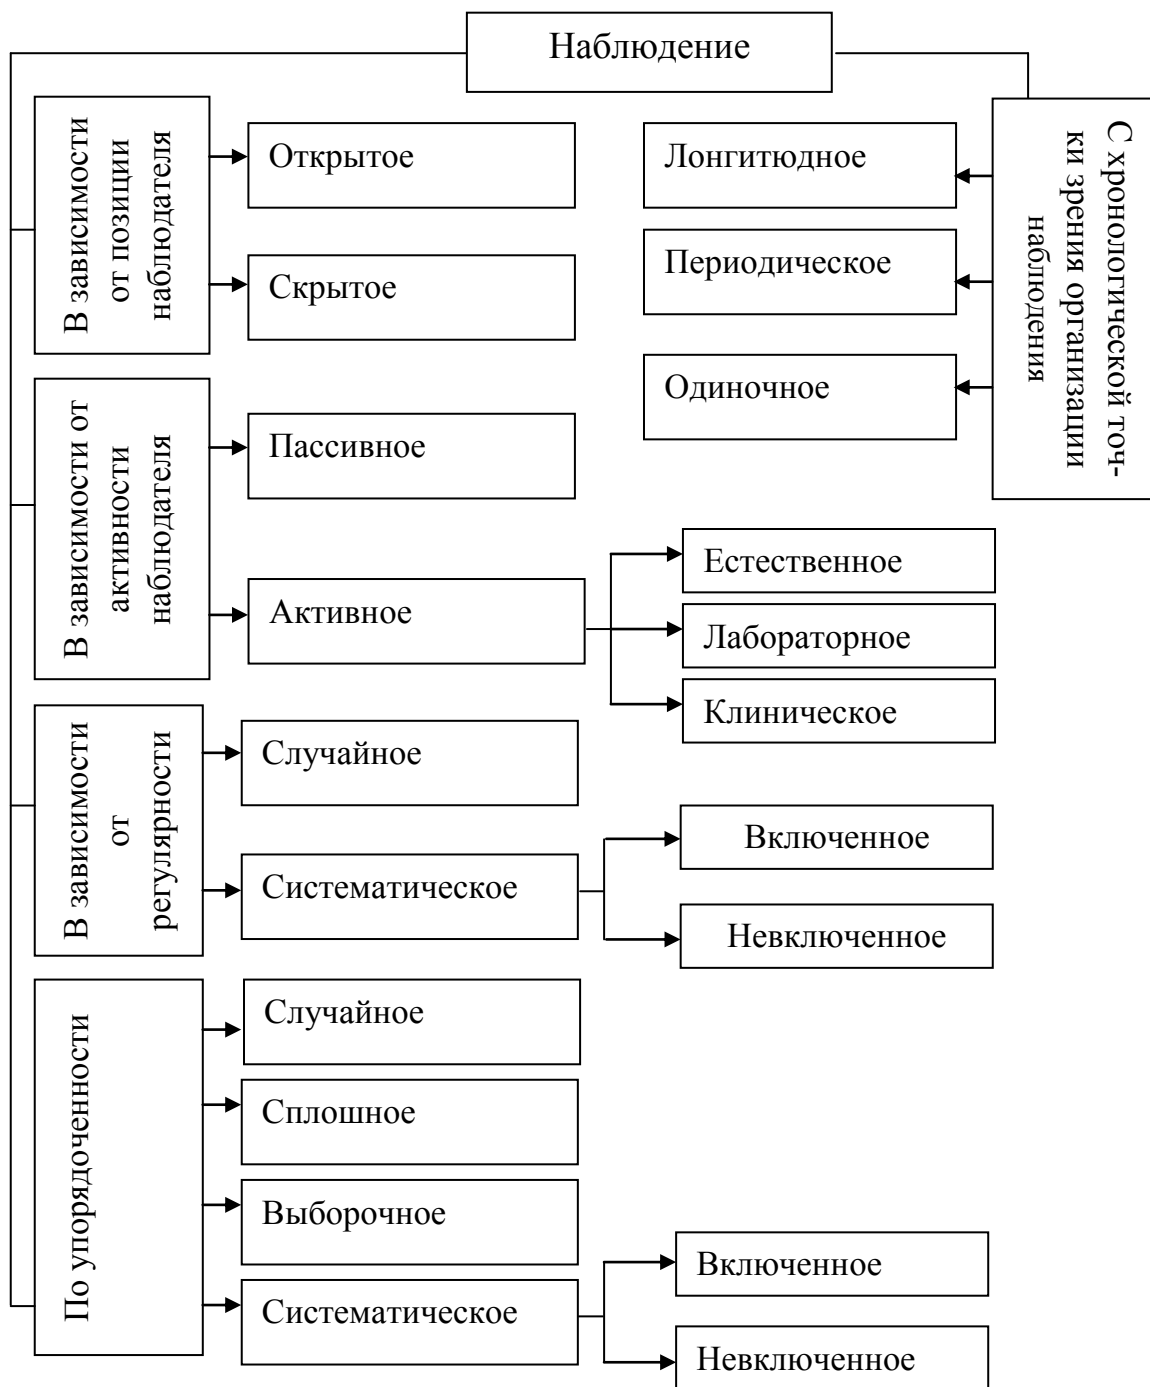 Наблюдение
В зависимости
от позиции
наблюдателя
Открытое
Скрытое
Лонгитюдное
Периодическое
Одиночное
С хронологической точ-
ки зрения организации
наблюдения
В зависимости от
активности
наблюдателя
Пассивное
Активное
Естественное
Лабораторное
Клиническое
В зависимости
от
регулярности
Случайное
Систематическое
Включенное
Невключенное
По упорядоченности
Случайное
Сплошное
Выборочное
Систематическое
Включенное
Невключенное